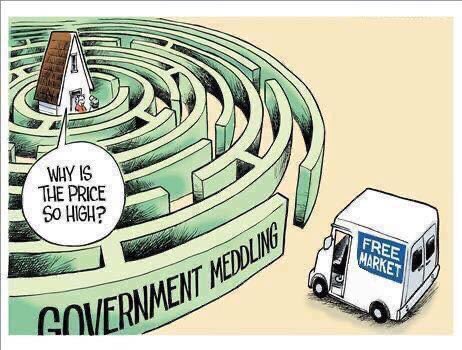 WHY IS
THE PRICE
SO HIGH?
GOVERNMENT MEDDLING
FREE
MARKET